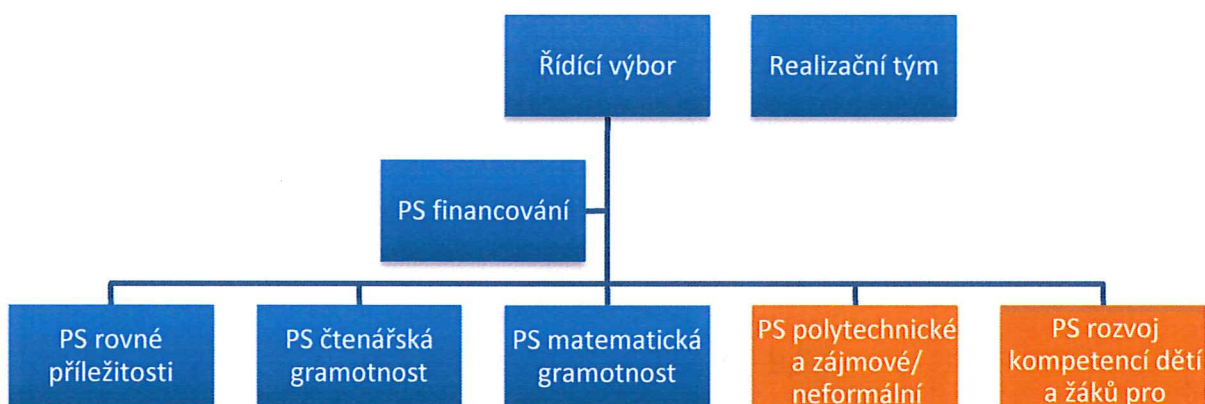 Řídící výbor
Realizační tým
PS financování
PS rovné
příležitosti
PS čtenářská
gramotnost
PS matematická
gramotnost
PS polytechnické
a zájmové/
neformální
PS rozvoj
kompetencí dětí
a žáků pro